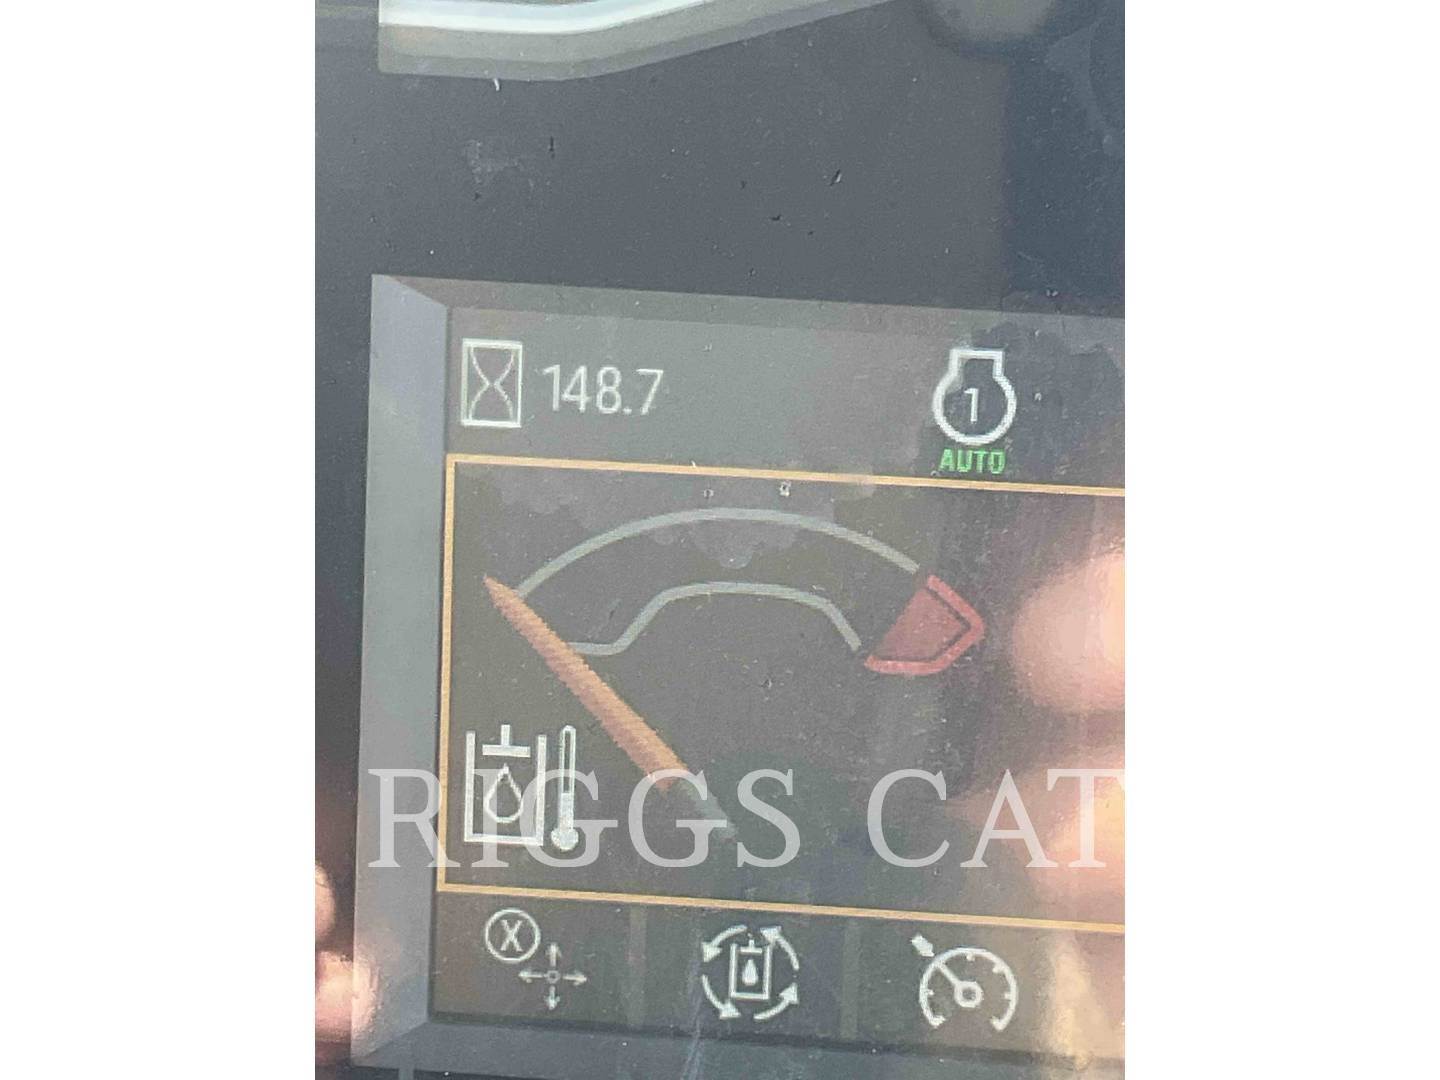 148.7
1
AUTO
RIGGS CAT
X